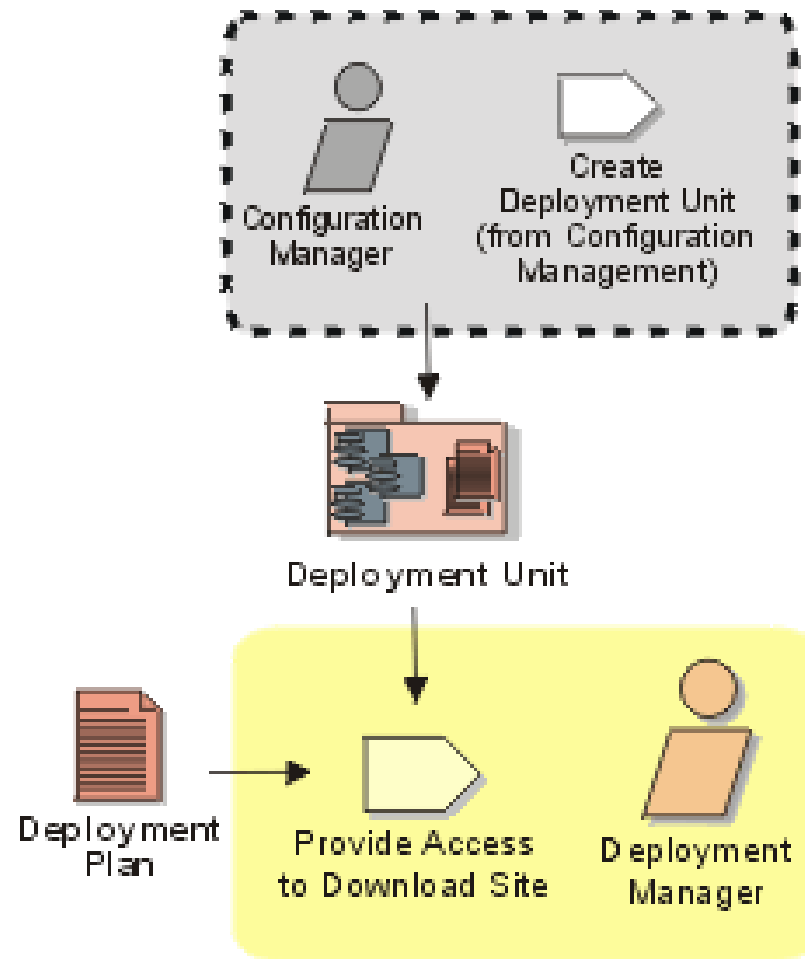 Configuration
Manager
Create
Deployment Unit
(from Configuration
Management)
Deployment Unit
Deployment
Plan
Provide Access
to Download Site
Deployment
Manager